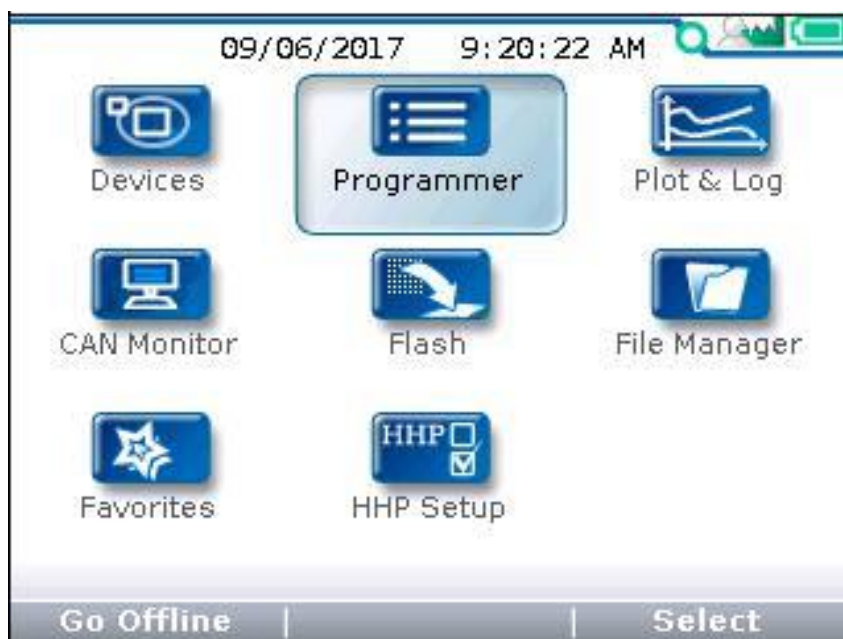 09/06/2017 9:20:22 AM
Devices Programmer Plot & Log
CAN Monitor Flash File Manager
HHP
Favorites HHP Setup
Go Offline Select